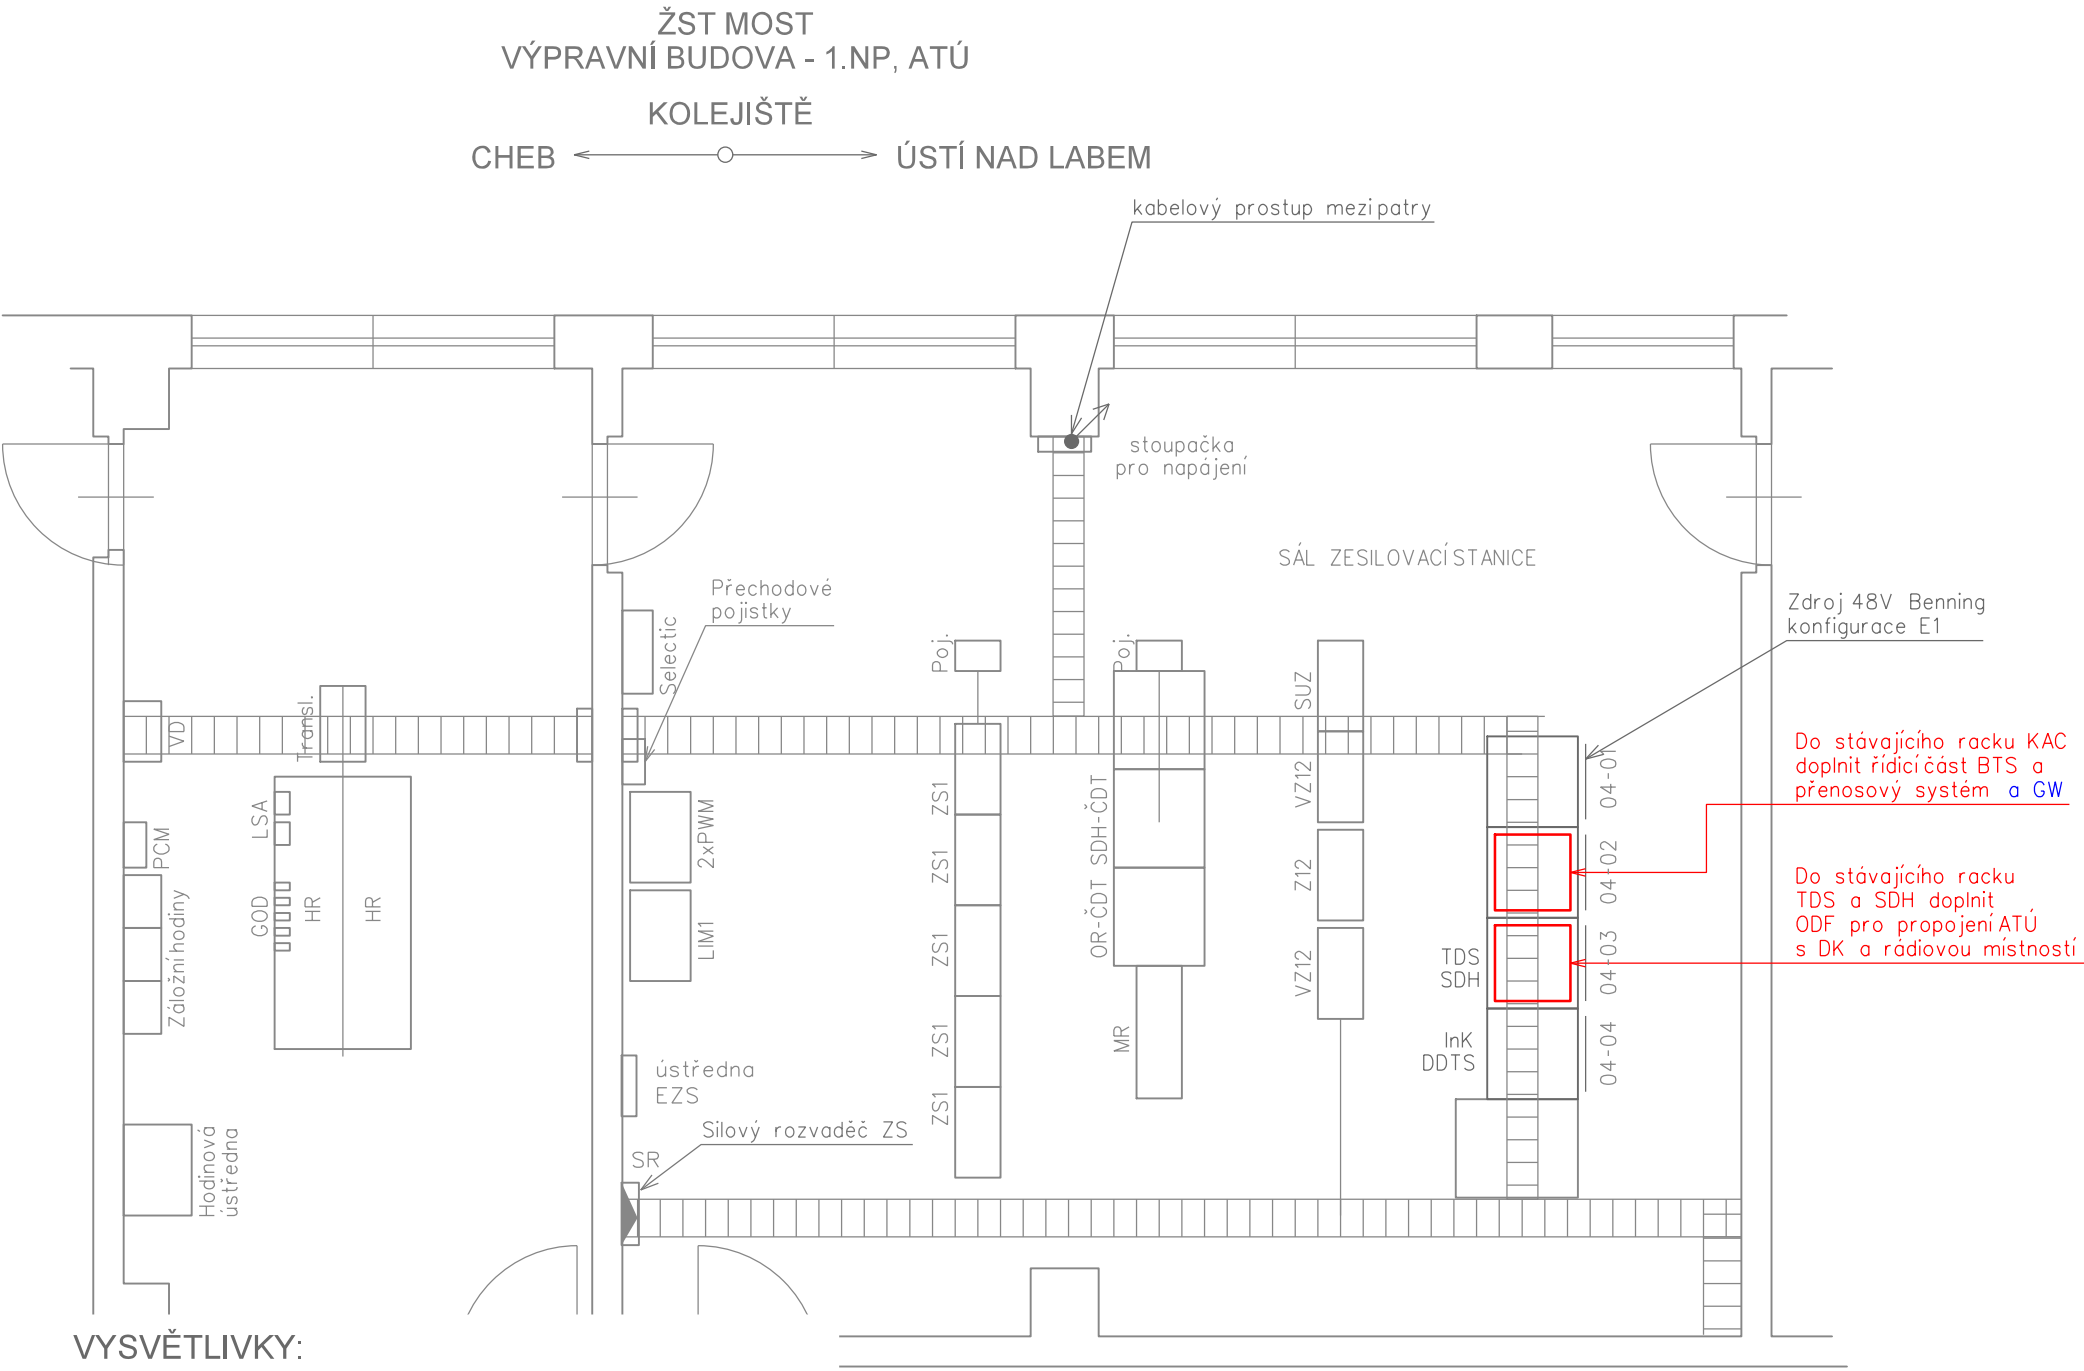 ŽST MOST
VÝPRAVNÍ BUDOVA - 1.NP, ATÚ
KOLEJIŠTĚ
CHEB
ÚSTÍ NAD LABEM
kabelový prostup mezi patry
stoupačka
pro napájení
SÁL ZESILOVACÍ STANICE
Přechodové
pojistky
Zdroj 48V Benning
konfigurace E1
Selectic
Poj.
Poj.
SUZ
VD
Transl.
Do stávajícího racku KAC
doplnit řídicí část BTS a
přenosový systém a GW
04-01
LSA
PCM
2xPWM
ZS1
OR-ČDT SDH-ČDT
VZ12
04-02
Záložní hodiny
GOD
HR
HR
LIM1
ZS1
Z12
Do stávajícího racku
TDS a SDH doplnit
ODF pro propojení ATÚ
s DK a rádiovou místností
ZS1
VZ12
TDS
SDH
04-03
ZS1
MR
InK
DDTS
04-04
ústředna
EZS
ZS1
Silový rozvaděč ZS
SR
Hodinová
ústředna
VYSVĚTLIVKY: